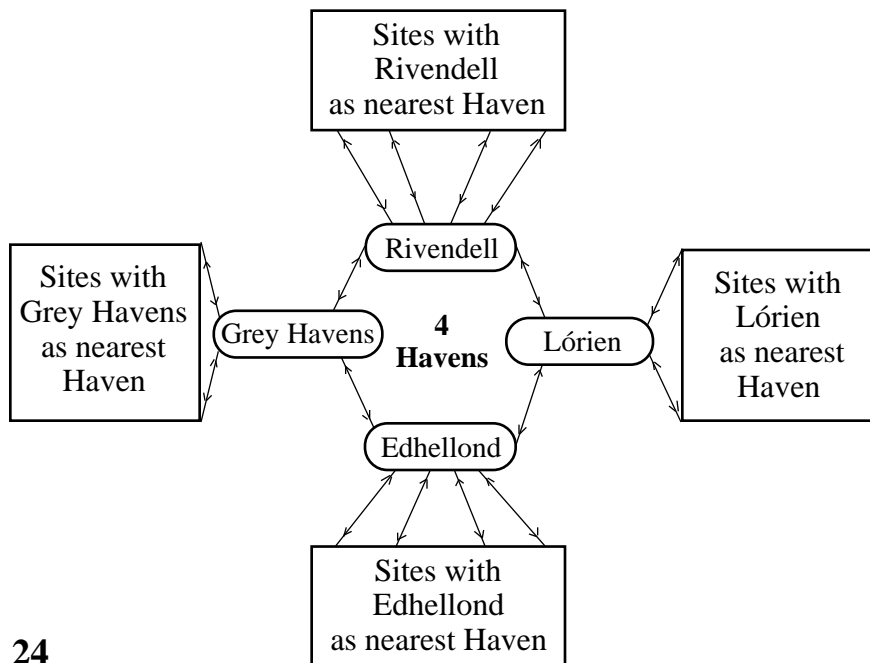 Sites with
Rivendell
as nearest Haven
Rivendell
Sites with
Grey Havens
as nearest
Haven
Grey Havens
4
Havens
Lórien
Sites with
Lórien
as nearest
Haven
Edhellond
Sites with
Edhellond
as nearest Haven
24